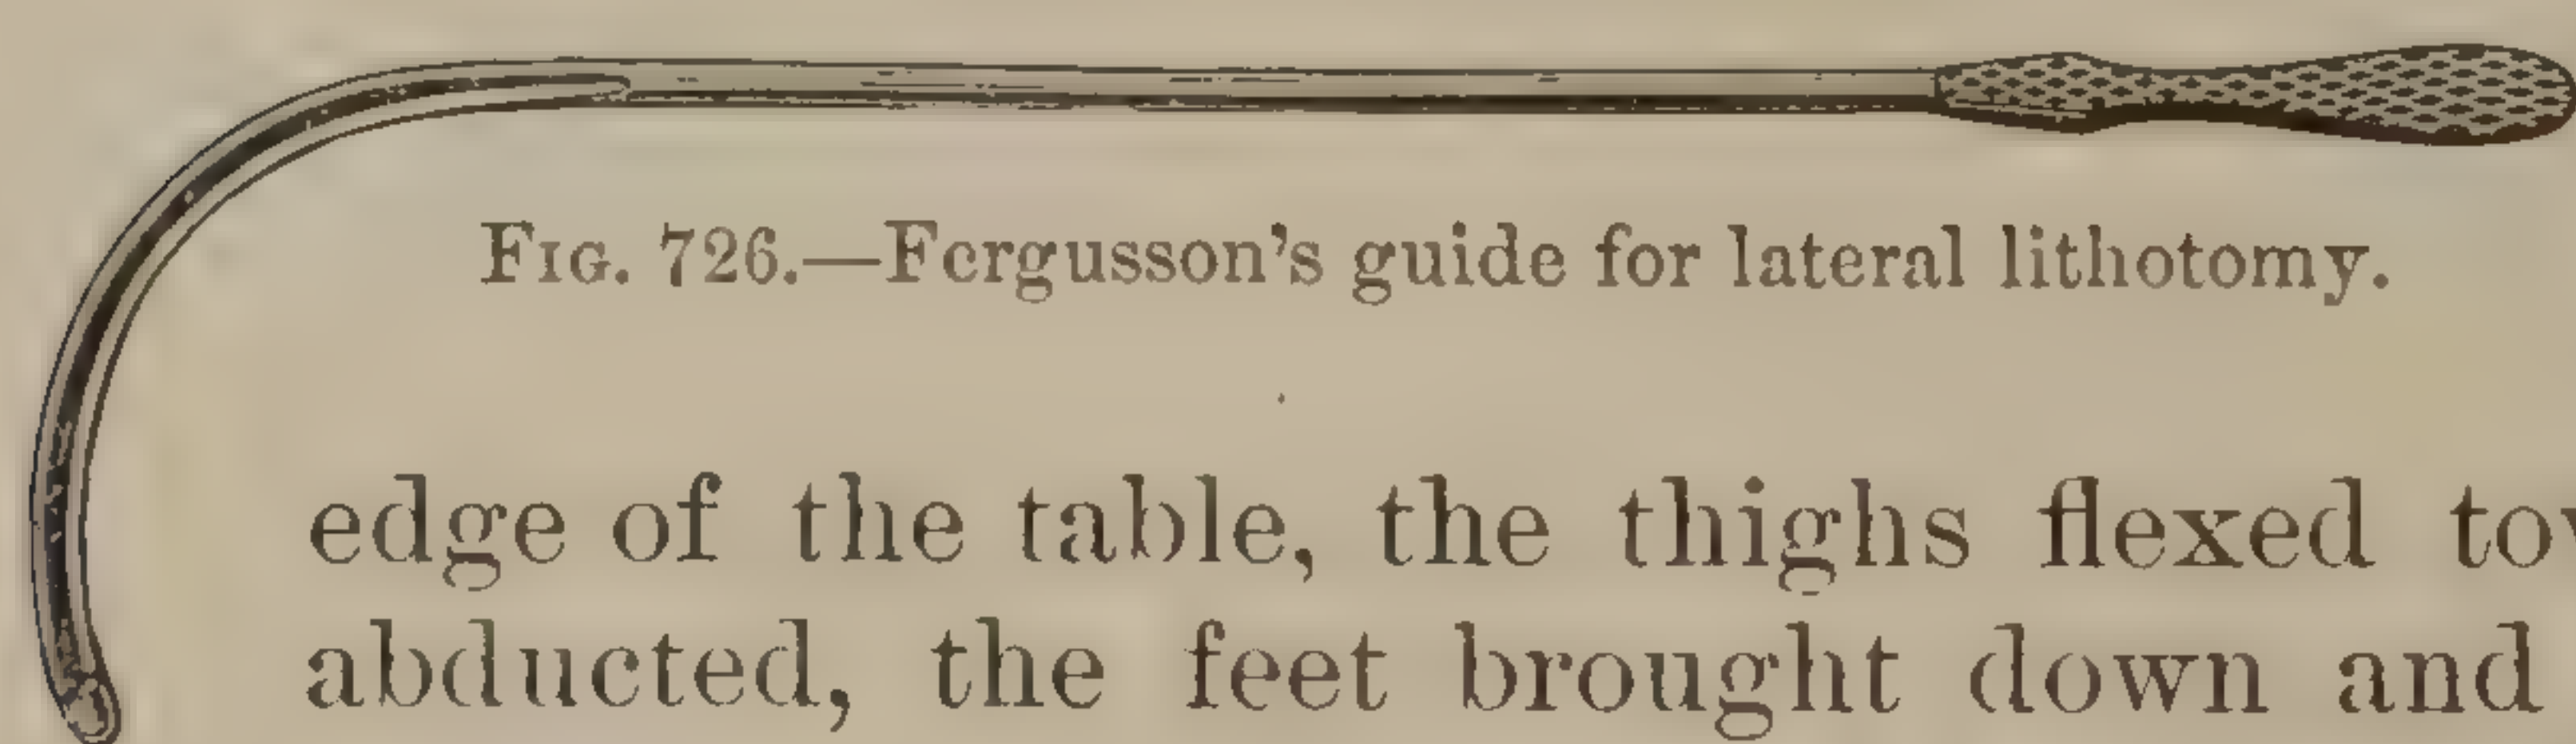 FIG. 726.—Fergusson's guide for lateral lithotomy.
edge of the table, the thighs flexed
abducted, the feet brought down and